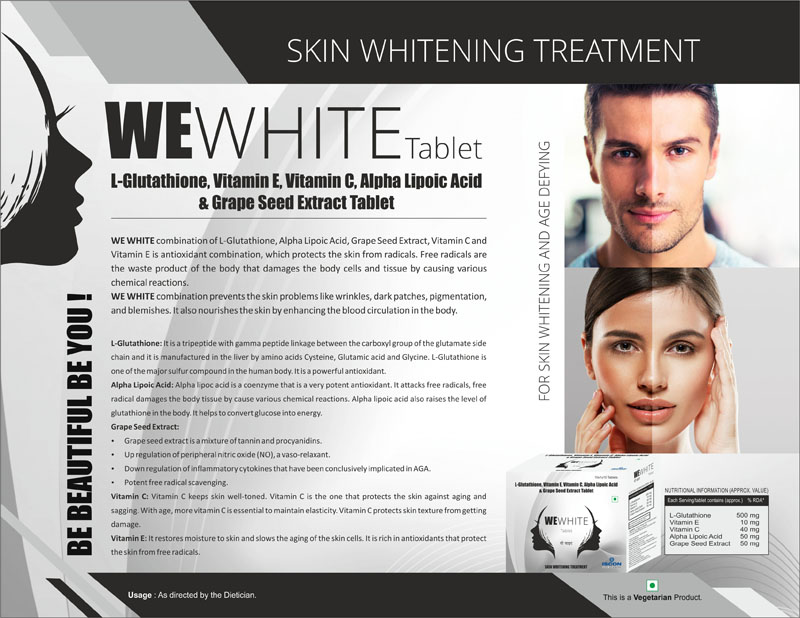 SKIN WHITENING TREATMENT
WEWHITE Tablet
L-Glutathione, Vitamin E, Vitamin C, Alpha Lipoic Acid
& Grape Seed Extract Tablet
WE WHITE combination of L-Glutathione, Alpha Lipoic Acid, Grape Seed Extract, Vitamin C and
Vitamin E is antioxidant combination, which protects the skin from radicals. Free radicals are
the waste product of the body that damages the body cells and tissue by causing various
chemical reactions.
WE WHITE combination prevents the skin problems like wrinkles, dark patches, pigmentation,
and blemishes. It also nourishes the skin by enhancing the blood circulation in the body.
L-Glutathione: It is a tripeptide with gamma peptide linkage between the carboxyl group of the glutamate side
chain and it is manufactured in the liver by amino acids Cysteine, Glutamic acid and Glycine. L-Glutathione is
one of the major sulfur compound in the human body. It is a powerful antioxidant.
Alpha Lipoic Acid: Alpha lipoc acid is a coenzyme that is a very potent antioxidant. It attacks free radicals, free
radical damages the body tissue by cause various chemical reactions. Alpha lipoic acid also raises the level of
glutathione in the body. It helps to convert glucose into energy.
Grape Seed Extract:
• Grape seed extract is a mixture of tannin and procyanidins.
• Up regulation of peripheral nitric oxide (NO), a vaso-relaxant.
• Down regulation of inflammatory cytokines that have been conclusively implicated in AGA.
• Potent free radical scavenging.
Vitamin C: Vitamin C keeps skin well-toned. Vitamin C is the one that protects the skin against aging and
sagging. With age, more vitamin C is essential to maintain elasticity. Vitamin C protects skin texture from getting
damage.
Vitamin E: It restores moisture to skin and slows the aging of the skin cells. It is rich in antioxidants that protect
the skin from free radicals.
BE BEAUTIFUL BE YOU !
FOR SKIN WHITENING AND AGE DEFYING
L-Glutathione, Vitamin E, Vitamin C, Alpha Lipoic Acid
& Grape Seed Extract Tablet
WEWHITE
Tablets
SKIN WHITENING TREATMENT
ISCON
WEWHITE
NUTRITIONAL INFORMATION (APPROX. VALUE)
Each Serving/tablet contains (approx.) % RDA*
L-Glutathione 500 mg
Vitamin E 10 mg
Vitamin C 40 mg
Alpha Lipoic Acid 50 mg
Grape Seed Extract 50 mg
Usage : As directed by the Dietician.
This is a Vegetarian Product.